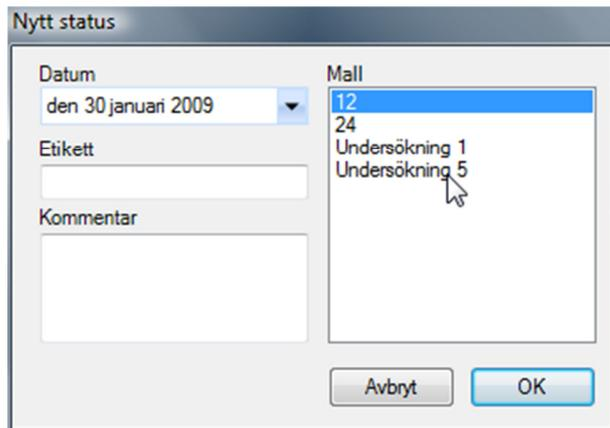 Nytt status
Datum
den 30 januari 2009
Etikett
Kommentar
Mall
12
24
Undersökning 1
Undersökning 5
Avbryt
OK